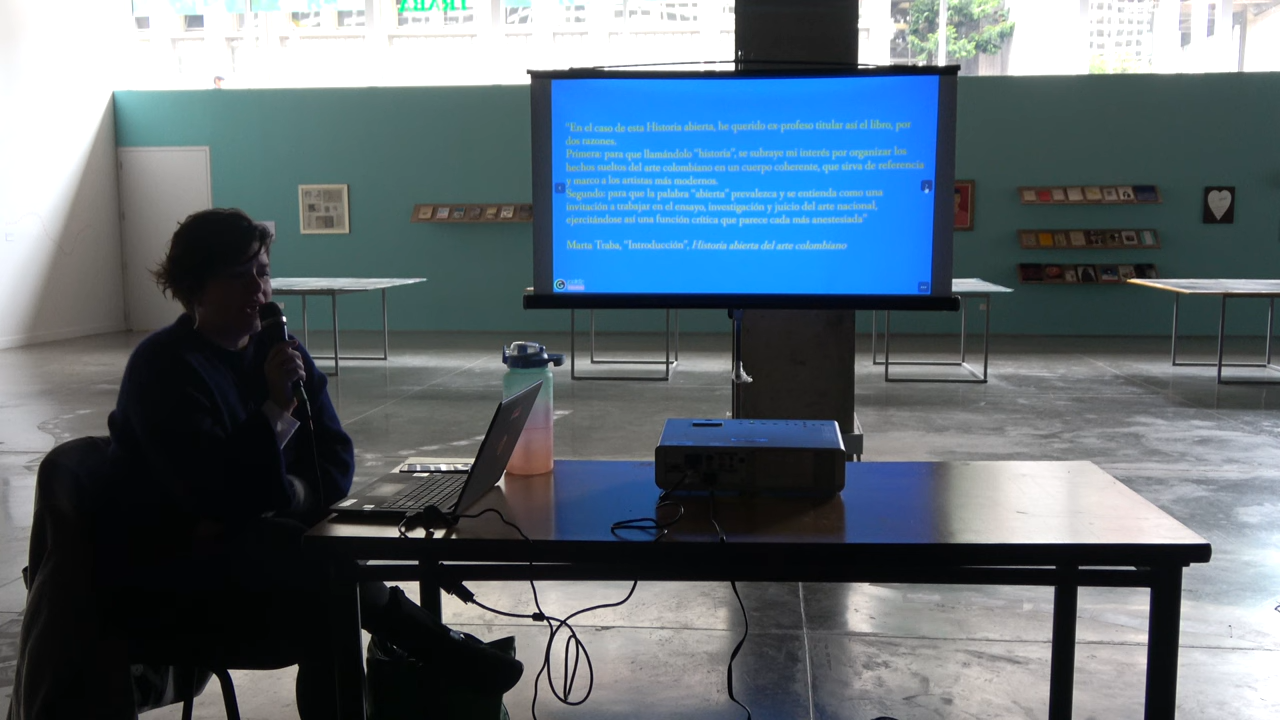 “En el caso de esta Historia abierta, he querido ex-profeso titular así el libro, por
dos razones.
Primera: para que llamándolo “historia”, se subraye mi interés por organizar los
hechos sueltos del arte colombiano en un cuerpo coherente, que sirva de referencia
y marco a los artistas más modernos.
Segunda: para que la palabra “abierta” prevalezca y se entienda como una
invitación a trabajar en el ensayo, investigación y juicio del arte nacional,
ejercitándose así una función crítica que parece cada más anestesiada”
Marta Traba, “Introducción”, Historia abierta del arte colombiano